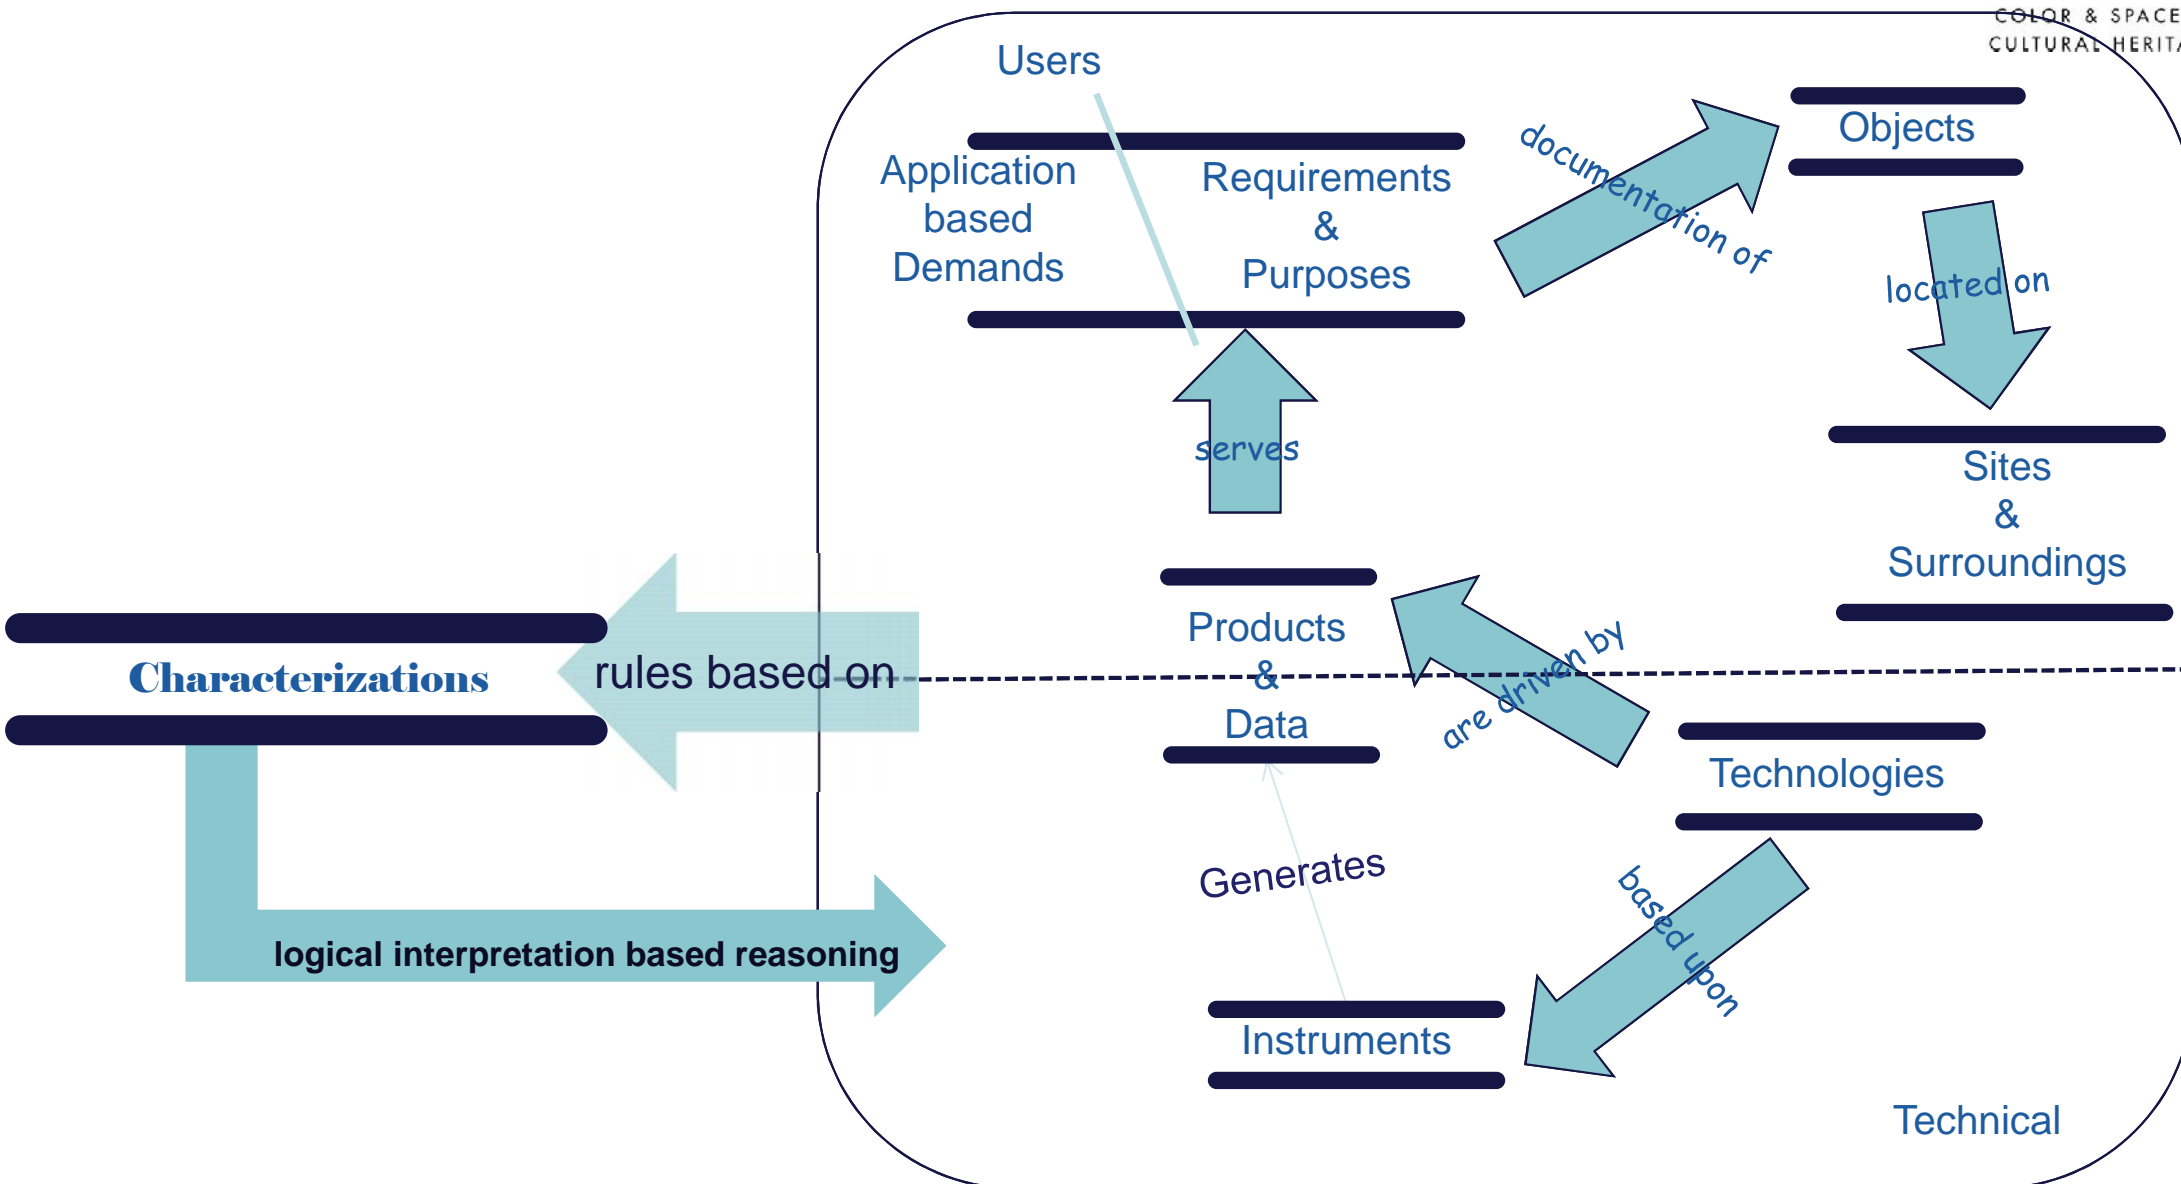 COLOR & SPACE
CULTURAL HERITA
Users
Objects
Application
based
Demands
Requirements
&
Purposes
documentation of
located on
serves
Sites
&
Surroundings
Products
&
Data
are driven by
Characterizations
rules based on
Technologies
Generates
based upon
logical interpretation based reasoning
Instruments
Technical